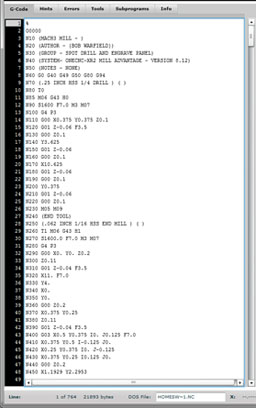 G-Code Hints Errors Tools Subprograms Info
1 %
2 O0000
3 N10 (MACH3 MILL - )
4 N20 (AUTHOR - (BOB WARFIELD))
5 N30 (GROUP - SPOT DRILL AND ENGRAVE PANEL)
6 N40 (SYSTEM- ONECNC-XR2 MILL ADVANTAGE - VERSION 8.12)
7 N50 (NOTES - NONE)
8 N60 G0 G40 G49 G50 G80 G94
9 N70 (.25 INCH HSS 1/4 DRILL ) ( )
10 N80 T0
11 N85 M06 G43 H0
12 N90 S1600 F7.0 M3 M07
13 N100 G4 P3
14 N110 G00 X0.375 Y0.375 Z0.1
15 N120 G01 Z-0.06 F3.5
16 N130 G00 Z0.1
17 N140 Y3.625
18 N150 G01 Z-0.06
19 N160 G00 Z0.1
20 N170 X10.625
21 N180 G01 Z-0.06
22 N190 G00 Z0.1
23 N200 Y0.375
24 N210 G01 Z-0.06
25 N220 G00 Z0.1
26 N230 M05 M09
27 N240 (END TOOL)
28 N250 (.062 INCH 1/16 HSS END MILL ) ( )
29 N260 T1 M06 G43 H1
30 N270 S1600.0 F7.0 M3 M07
31 N280 G4 P3
32 N290 G00 X0. Y0. Z0.2
33 N300 Z0.11
34 N310 G01 Z-0.04 F3.5
35 N320 X11. F7.0
36 N330 Y4.
37 N340 X0.
38 N350 Y0.
39 N360 G00 Z0.2
40 N370 X0.375 Y0.25
41 N380 Z0.11
42 N390 G01 Z-0.04 F3.5
43 N400 G03 X0.5 Y0.375 I0. J0.125 F7.0
44 N410 X0.375 Y0.5 I-0.125 J0.
45 N420 X0.25 Y0.375 I0. J-0.125
46 N430 X0.375 Y0.25 I0.125 J0.
47 N440 G00 Z0.2
48 N450 X1.1929 Y2.2953
49
Line: 1 of 764 21893 bytes DOS File: X: